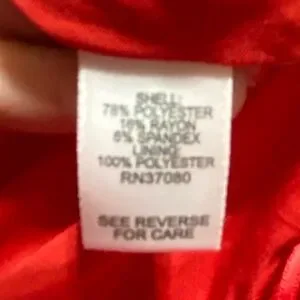 SHELL:
78% POLYESTER
16% RAYON
6% SPANDEX
LINING:
100% POLYESTER
RN37080
SEE REVERSE
FOR CARE